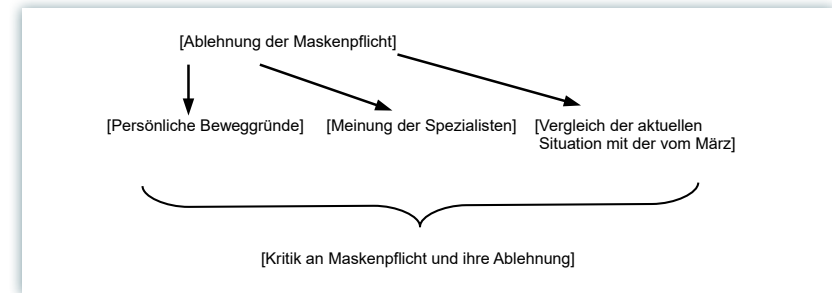 [Ablehnung der Maskenpflicht]
[Persönliche Beweggründe]
[Meinung der Spezialisten]
[Vergleich der aktuellen
Situation mit der vom März]
[Kritik an Maskenpflicht und ihre Ablehnung]